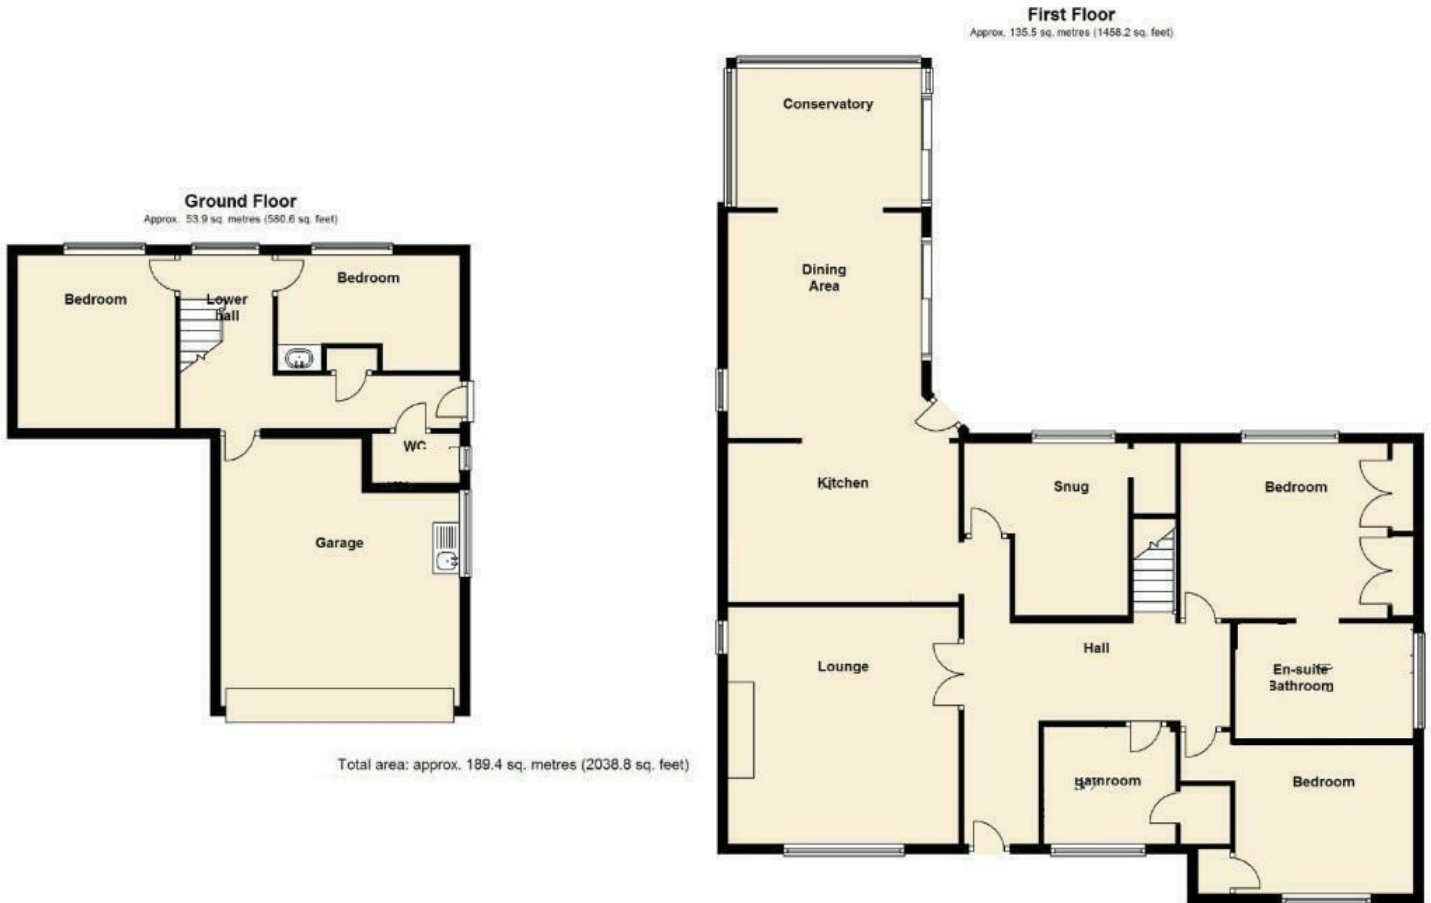 First Floor
Approx. 135.5 sq. metres (1458.2 sq. feet)
Conservatory
Dining
Area
Kitchen
Snug
Bedroom
Lounge
Hall
En-suite
Bathroom
Bathroom
Bedroom
Ground Floor
Approx. 53.9 sq. metres (580.6 sq. feet)
Bedroom
Lower
hall
Bedroom
WC
Garage
Total area: approx. 189.4 sq. metres (2038.8 sq. feet)